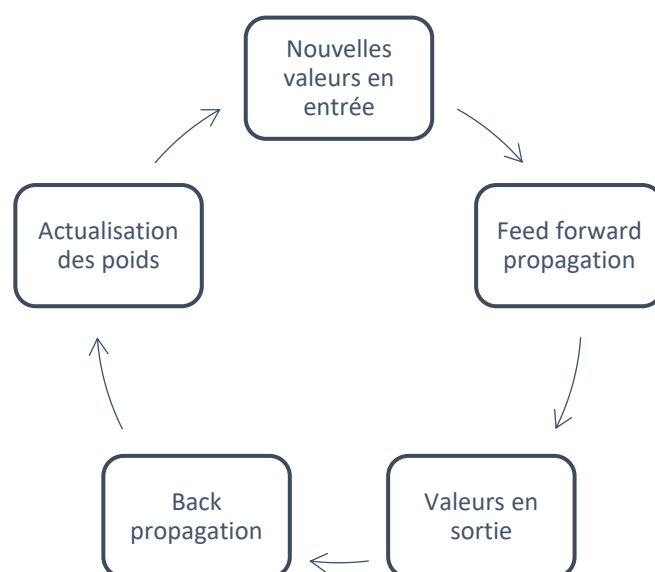 Nouvelles
valeurs en
entrée
Feed forward
propagation
Valeurs en
sortie
Back
propagation
Actualisation
des poids